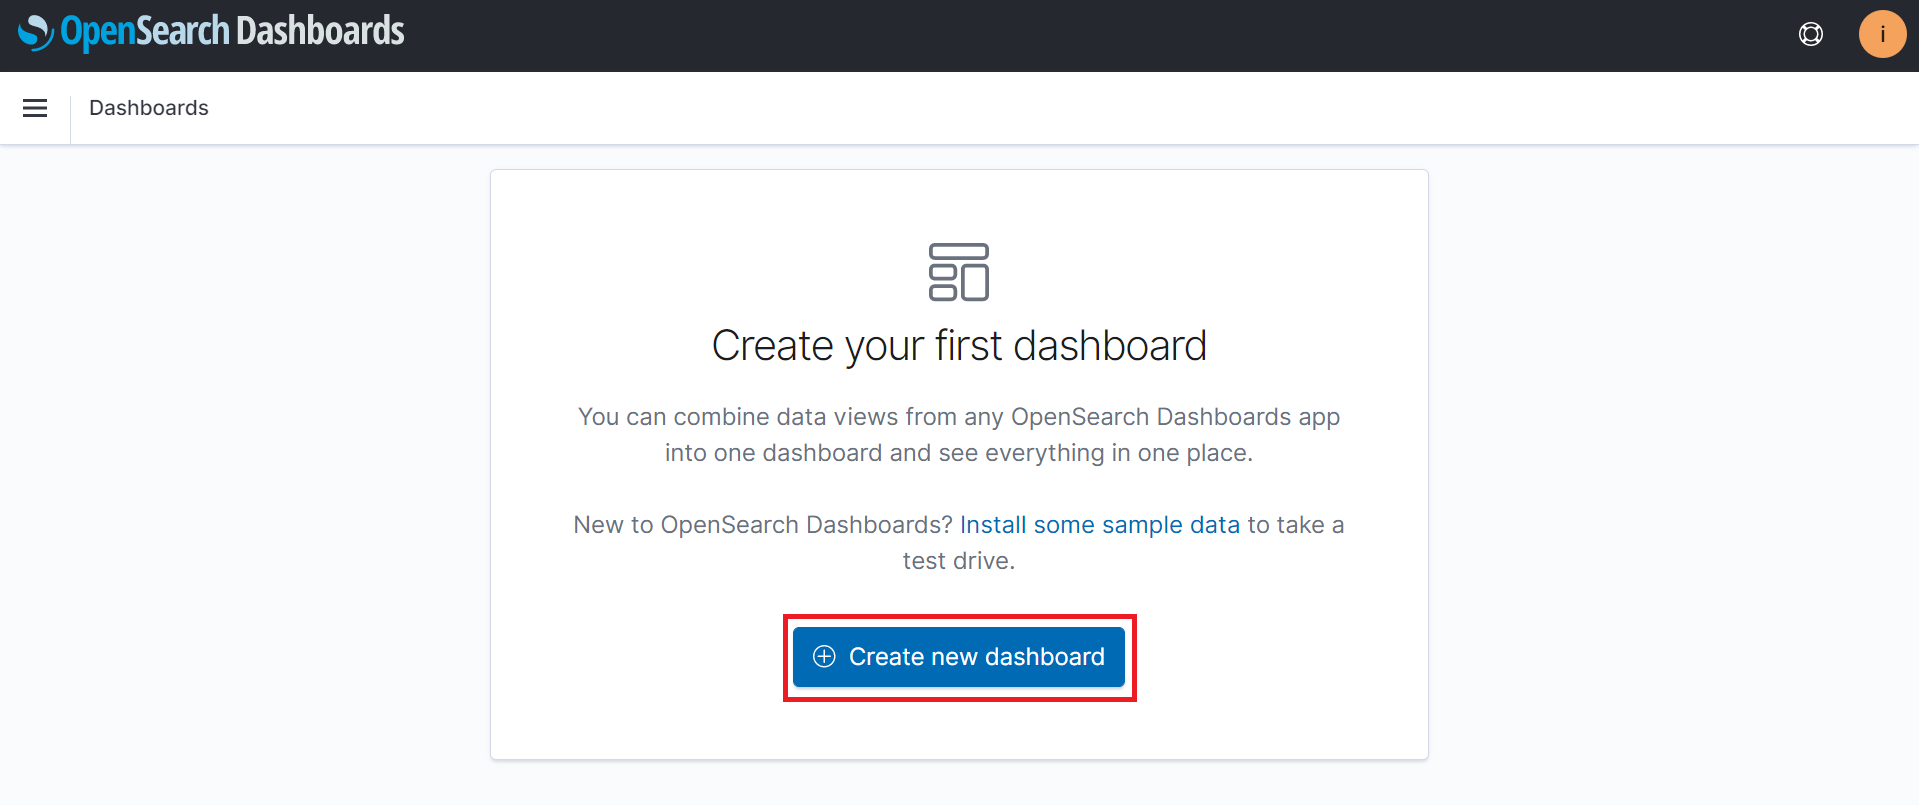 OpenSearch Dashboards
i
Dashboards
Create your first dashboard
You can combine data views from any OpenSearch Dashboards app
into one dashboard and see everything in one place.
New to OpenSearch Dashboards? Install some sample data to take a
test drive.
Create new dashboard